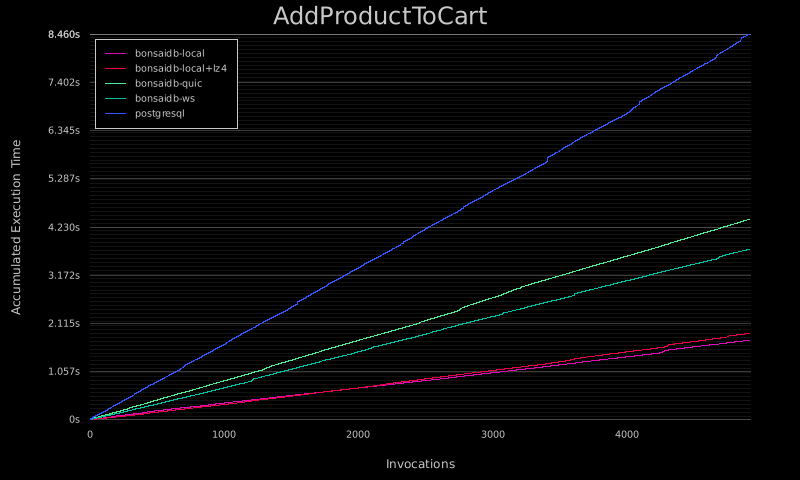 AddProductToCart
8.460s
7.402s
6.345s
5.287s
4.230s
3.172s
2.115s
1.057s
0s
bonsaidb-local
bonsaidb-local+lz4
bonsaidb-quic
bonsaidb-ws
postgresql
Accumulated Execution Time
0 1000 2000 3000 4000
Invocations